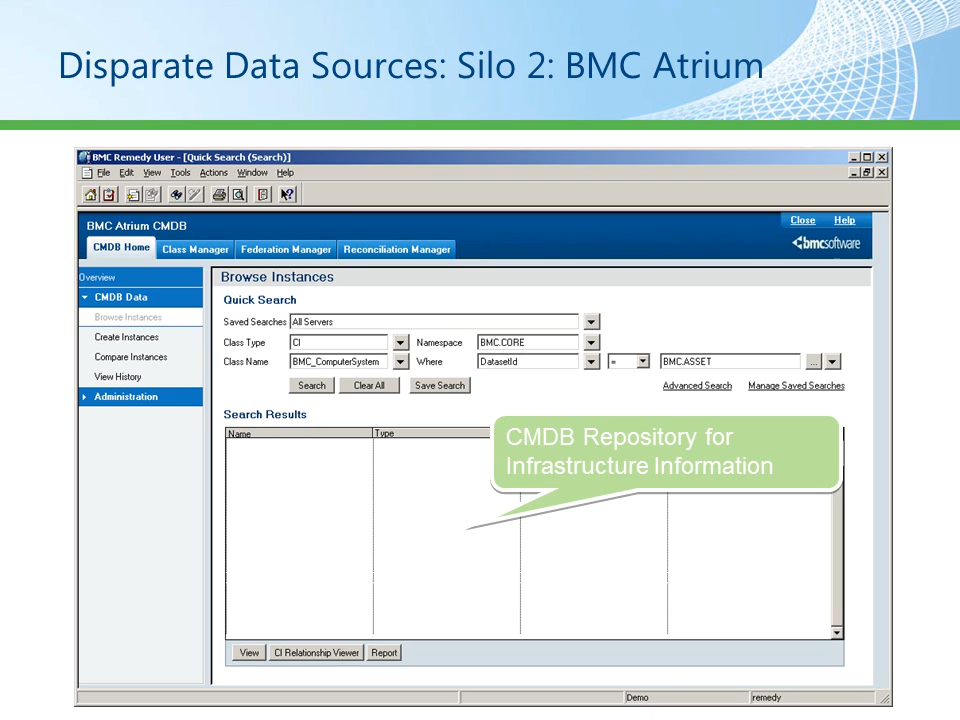 Disparate Data Sources: Silo 2: BMC Atrium
BMC Remedy User - [Quick Search (Search)]
File Edit View Tools Actions Window Help
BMC Atrium CMDB
Close Help
CMDB Home Class Manager Federation Manager Reconciliation Manager
bmcsoftware
Overview
CMDB Data
Browse Instances
Create Instances
Compare Instances
View History
Administration
Browse Instances
Quick Search
Saved Searches All Servers
Class Type CI Namespace BMC.CORE
Class Name BMC_ComputerSystem Where DatasetId = BMC.ASSET ...
Search Clear All Save Search Advanced Search Manage Saved Searches
Search Results
Name Type
CMDB Repository for
Infrastructure Information
View CI Relationship Viewer Report
Demo remedy